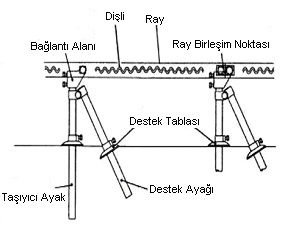 Dişli
Ray
Bağlantı Alanı
Ray Birleşim Noktası
Destek Tablası
Taşıyıcı Ayak
Destek Ayağı